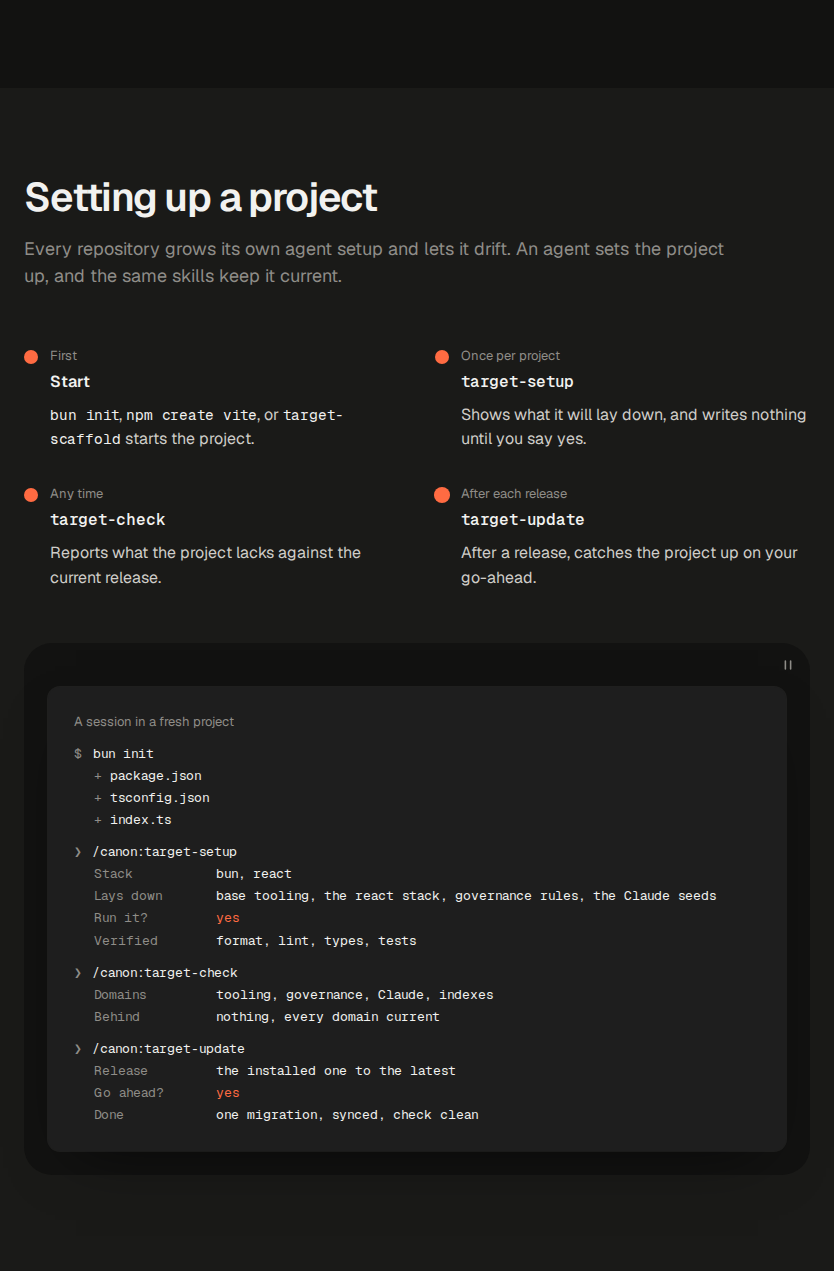 Setting up a project
Every repository grows its own agent setup and lets it drift. An agent sets the project
up, and the same skills keep it current.
First
Start
bun init, npm create vite, or target-
scaffold starts the project.
Once per project
target-setup
Shows what it will lay down, and writes nothing
until you say yes.
Any time
target-check
Reports what the project lacks against the
current release.
After each release
target-update
After a release, catches the project up on your
go-ahead.
A session in a fresh project
$ bun init
+ package.json
+ tsconfig.json
+ index.ts
❯ /canon:target-setup
Stack bun, react
Lays down base tooling, the react stack, governance rules, the Claude seeds
Run it? yes
Verified format, lint, types, tests
❯ /canon:target-check
Domains tooling, governance, Claude, indexes
Behind nothing, every domain current
❯ /canon:target-update
Release the installed one to the latest
Go ahead? yes
Done one migration, synced, check clean